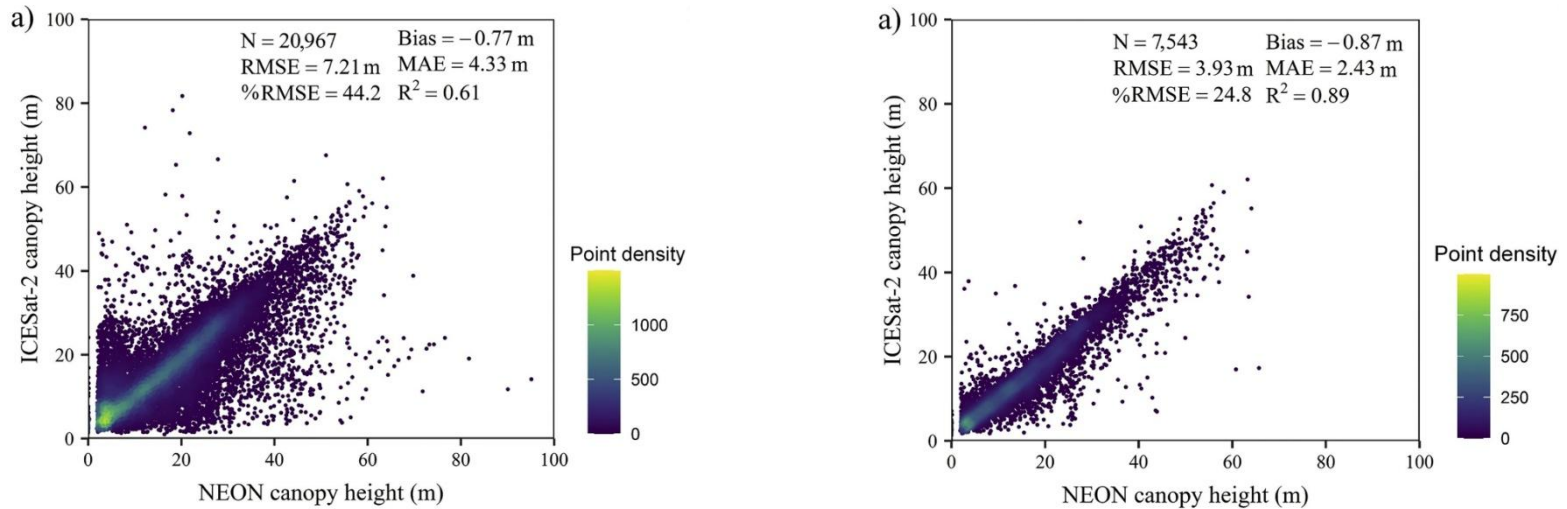 a)
N = 20,967
Bias = −0.77 m
RMSE = 7.21 m
MAE = 4.33 m
%RMSE = 44.2
R² = 0.61
100
80
60
40
20
0
ICESat-2 canopy height (m)
0 20 40 60 80 100
NEON canopy height (m)
Point density
1000
500
0
a)
N = 7,543
Bias = −0.87 m
RMSE = 3.93 m
MAE = 2.43 m
%RMSE = 24.8
R² = 0.89
100
80
60
40
20
0
ICESat-2 canopy height (m)
0 20 40 60 80 100
NEON canopy height (m)
Point density
750
500
250
0